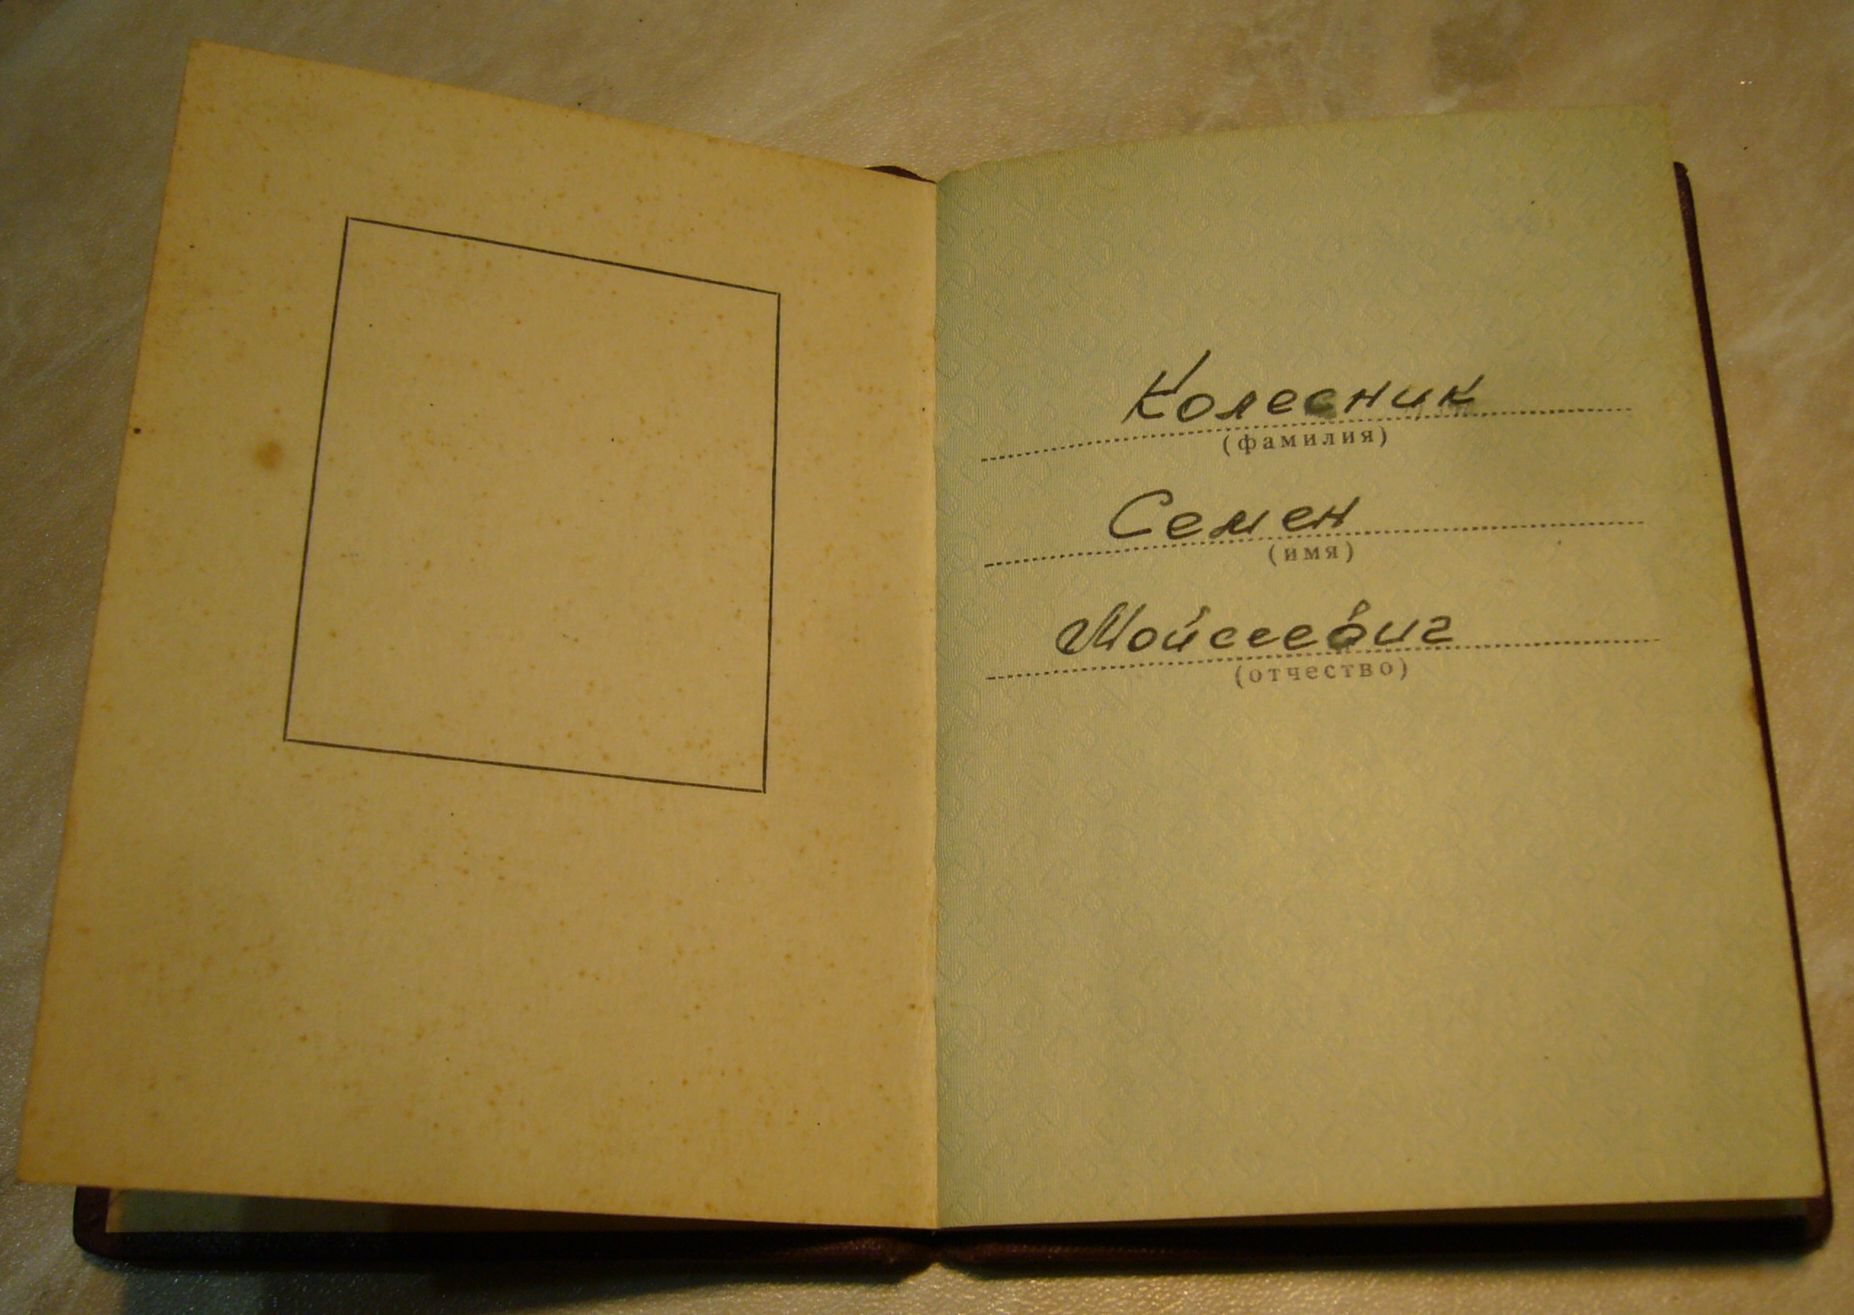 Колесник
(фамилия)
Семен
(имя)
Мойсеевич
(отчество)